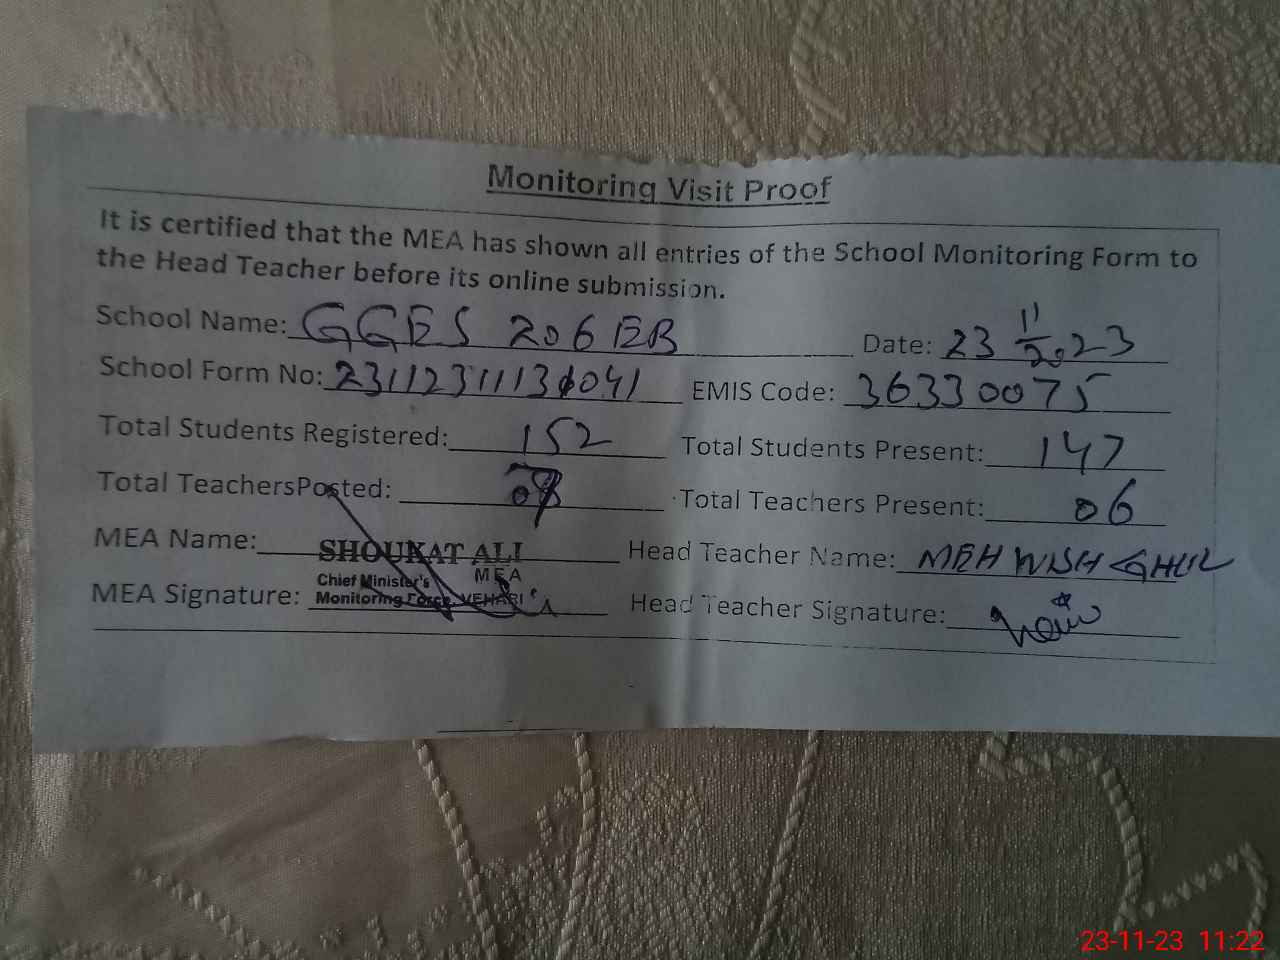 Monitoring Visit Proof
It is certified that the MEA has shown all entries of the School Monitoring Form to
the Head Teacher before its online submission.
School Name: GGES 206 EB Date: 23 11/2023
School Form No: EMIS Code: 36330075
Total Students Registered: 152 Total Students Present: 147
Total TeachersPosted: Total Teachers Present: 06
MEA Name: SHOUKAT ALI Head Teacher Name: MEHWISH GHUL
MEA
Chief Minister's
Monitoring Force, VEHARI
MEA Signature: Head Teacher Signature:
23-11-23 11:22